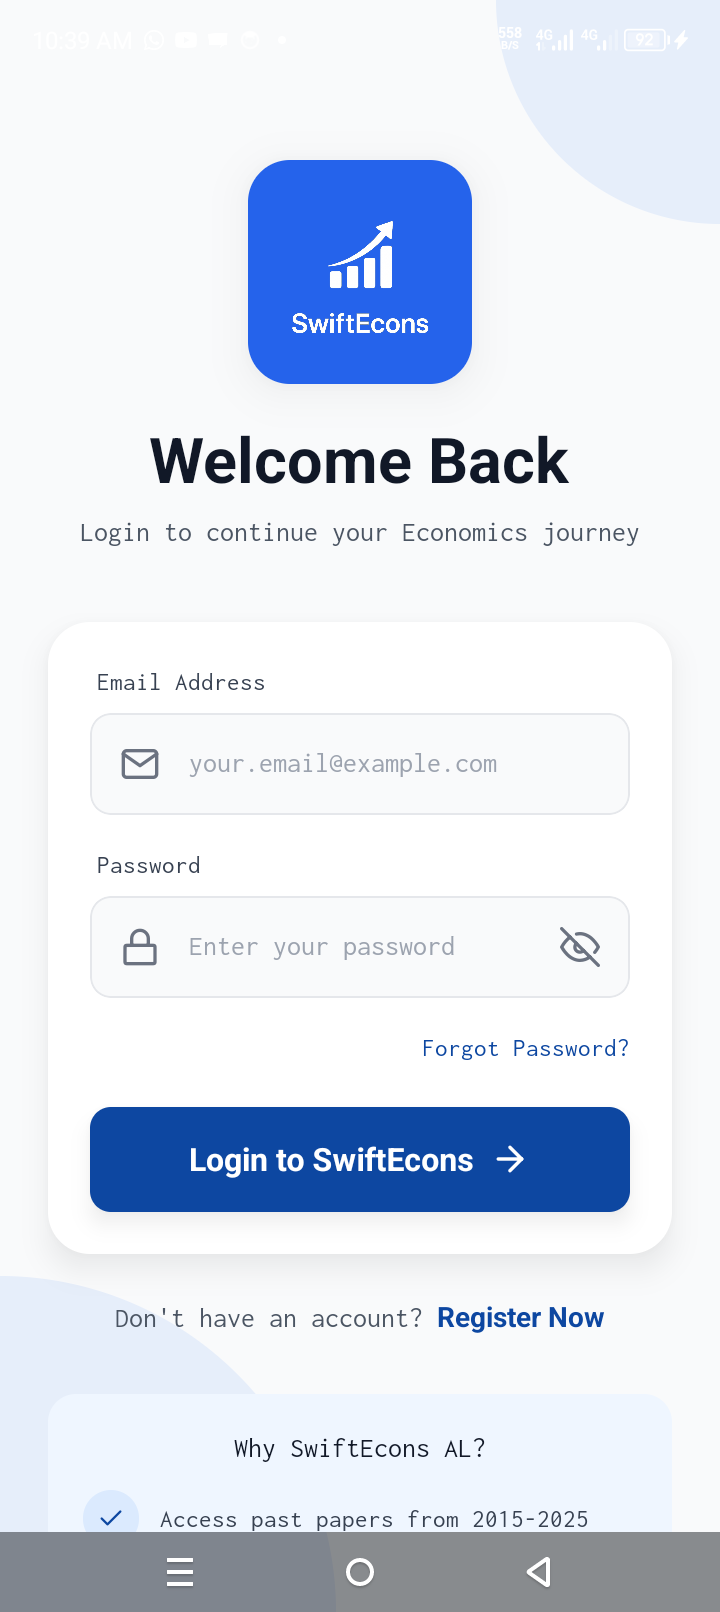 10:39 AM 558 4G 4G 92
B/S
SwiftEcons
Welcome Back
Login to continue your Economics journey
Email Address
your.email@example.com
Password
Enter your password
Forgot Password?
Login to SwiftEcons
Don't have an account? Register Now
Why SwiftEcons AL?
Access past papers from 2015-2025